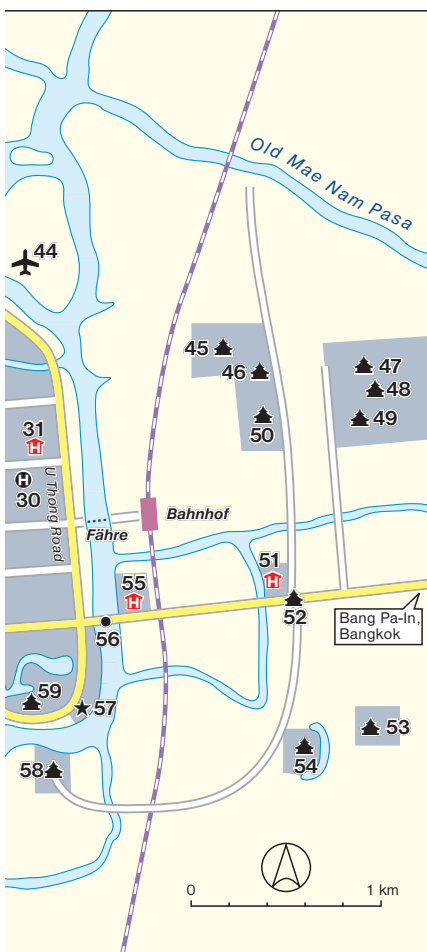 Old Mae Nam Pasa
44
45
46
47
48
49
50
31
H
30
U Thong Road
Bahnhof
Fähre
51
H
55
H
52
56
Bang Pa-In,
Bangkok
59
57
53
54
58
0
1 km